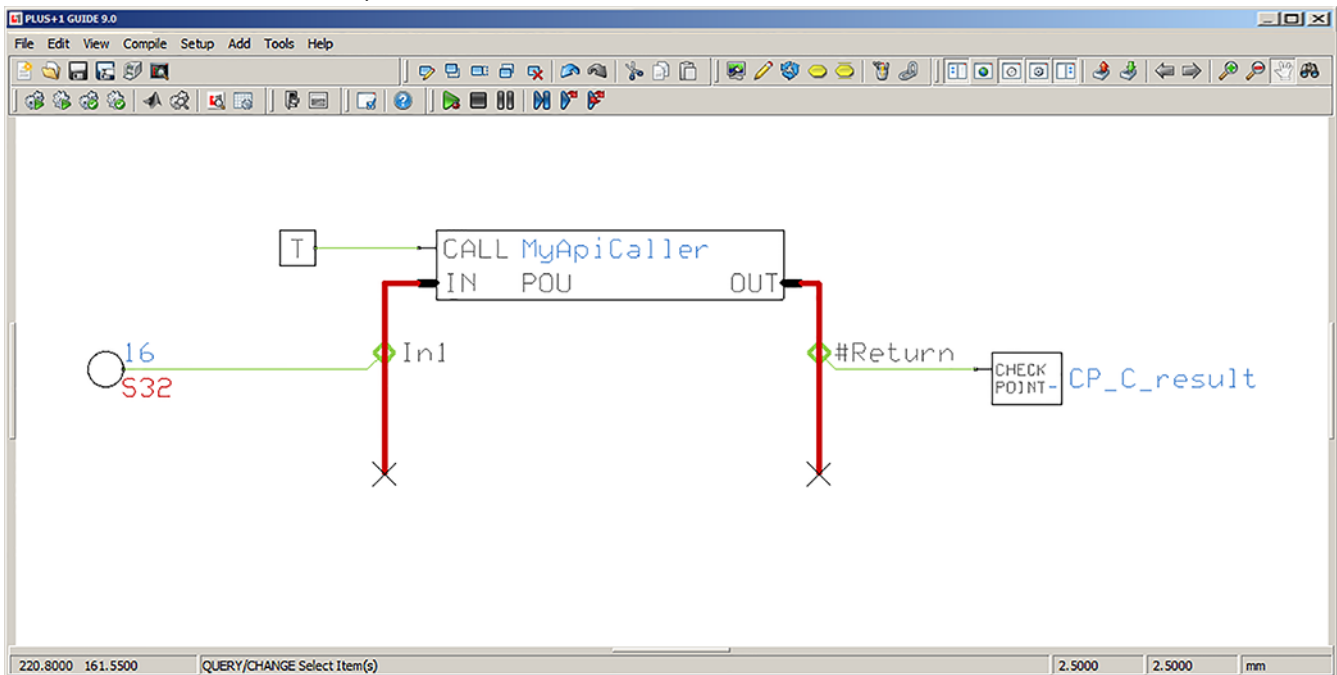 PLUS+1 GUIDE 9.0
File Edit View Compile Setup Add Tools Help
T
CALL MyApiCaller
IN POU OUT
16
In1
#Return
S32
CHECK
POINT
CP_C_result
220.8000 161.5500 QUERY/CHANGE Select Item(s) 2.5000 2.5000 mm